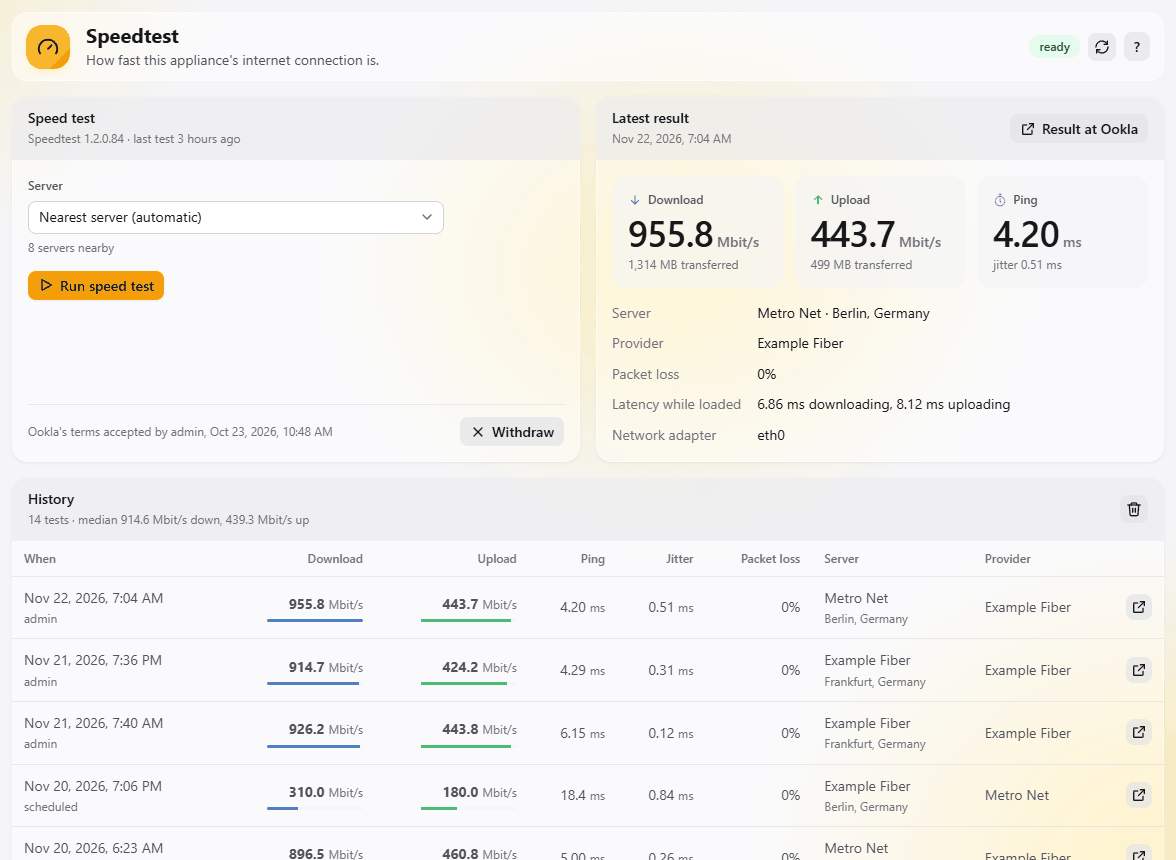 Speedtest
How fast this appliance's internet connection is.
ready
?
Speed test
Speedtest 1.2.0.84 · last test 3 hours ago
Server
Nearest server (automatic)
8 servers nearby
Run speed test
Ookla's terms accepted by admin, Oct 23, 2026, 10:48 AM
Withdraw
Latest result
Nov 22, 2026, 7:04 AM
Result at Ookla
Download
955.8 Mbit/s
1,314 MB transferred
Upload
443.7 Mbit/s
499 MB transferred
Ping
4.20 ms
jitter 0.51 ms
Server Metro Net · Berlin, Germany
Provider Example Fiber
Packet loss 0%
Latency while loaded 6.86 ms downloading, 8.12 ms uploading
Network adapter eth0
History
14 tests · median 914.6 Mbit/s down, 439.3 Mbit/s up
When Download Upload Ping Jitter Packet loss Server Provider
Nov 22, 2026, 7:04 AM 955.8 Mbit/s 443.7 Mbit/s 4.20 ms 0.51 ms 0% Metro Net Example Fiber
admin Berlin, Germany
Nov 21, 2026, 7:36 PM 914.7 Mbit/s 424.2 Mbit/s 4.29 ms 0.31 ms 0% Example Fiber Example Fiber
admin Frankfurt, Germany
Nov 21, 2026, 7:40 AM 926.2 Mbit/s 443.8 Mbit/s 6.15 ms 0.12 ms 0% Example Fiber Example Fiber
admin Frankfurt, Germany
Nov 20, 2026, 7:06 PM 310.0 Mbit/s 180.0 Mbit/s 18.4 ms 0.84 ms 0% Example Fiber Metro Net
scheduled Berlin, Germany
Nov 20, 2026, 6:23 AM 896.5 Mbit/s 460.8 Mbit/s 5.00 ms 0.26 ms 0% Metro Net Example Fiber